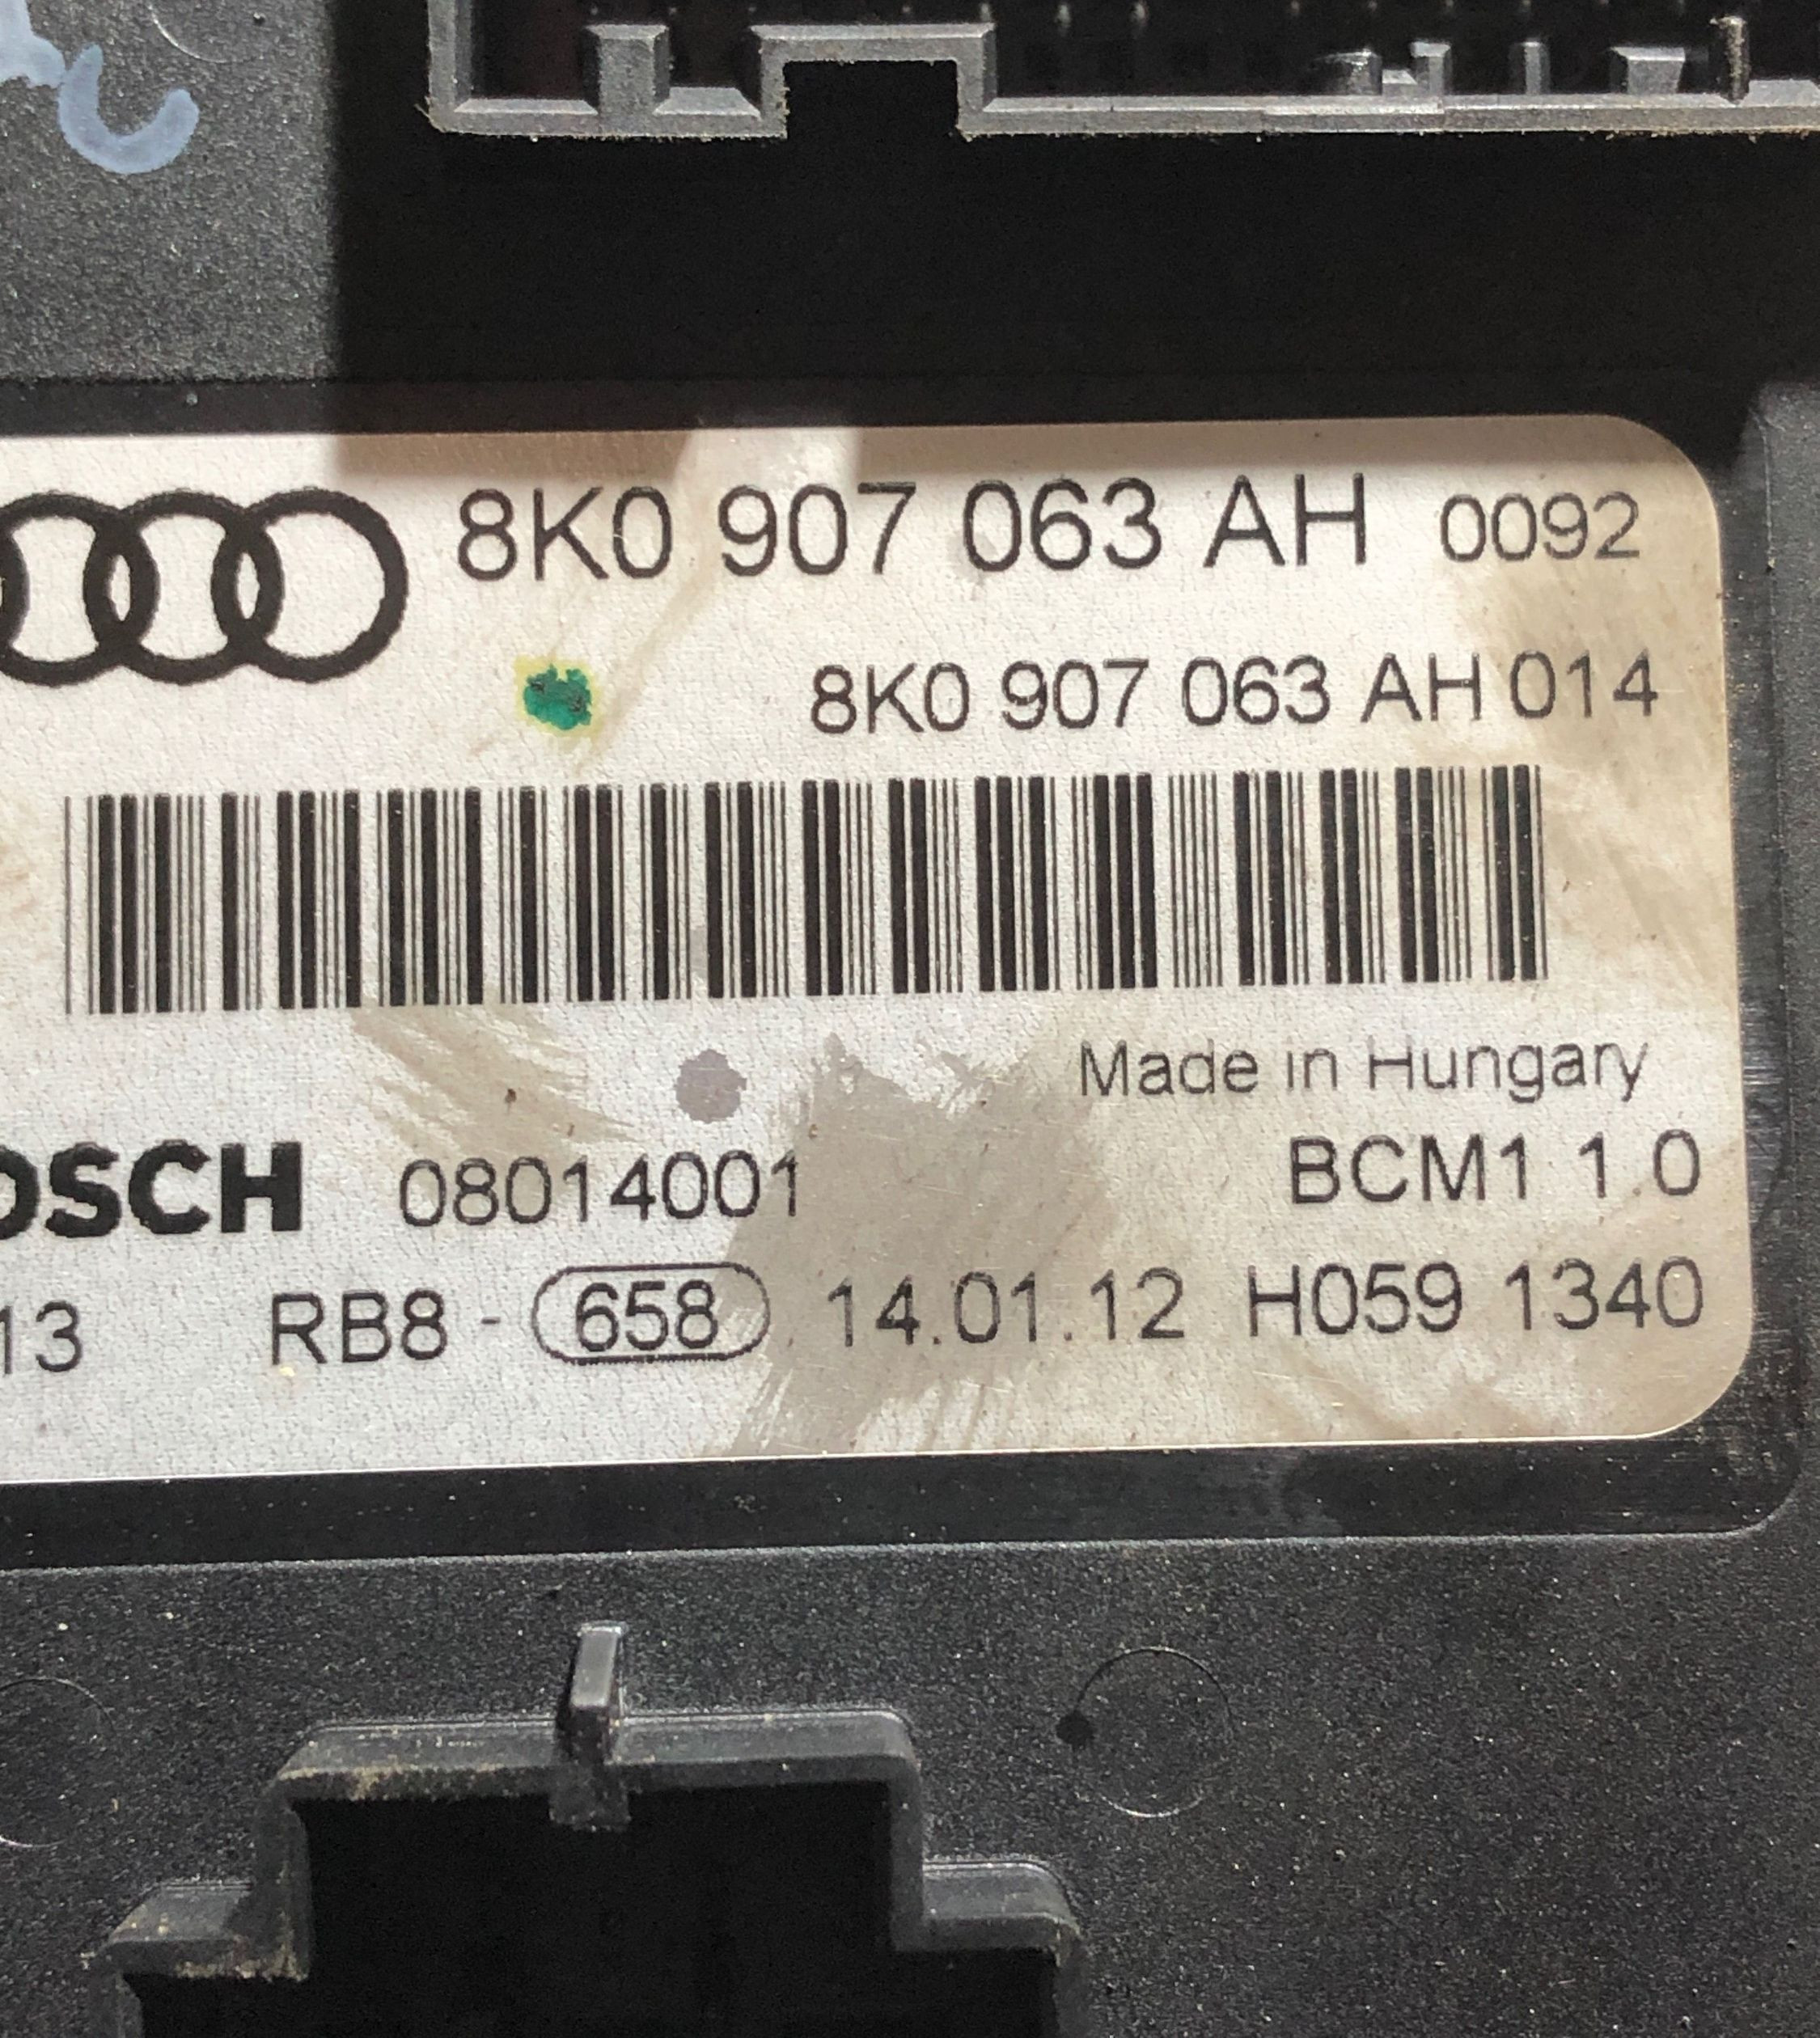 8K0 907 063 AH 0092
8K0 907 063 AH 014
Made in Hungary
OSCH 08014001 BCM1 1.0
13 RB8 - 658 14.01.12 H059 1340